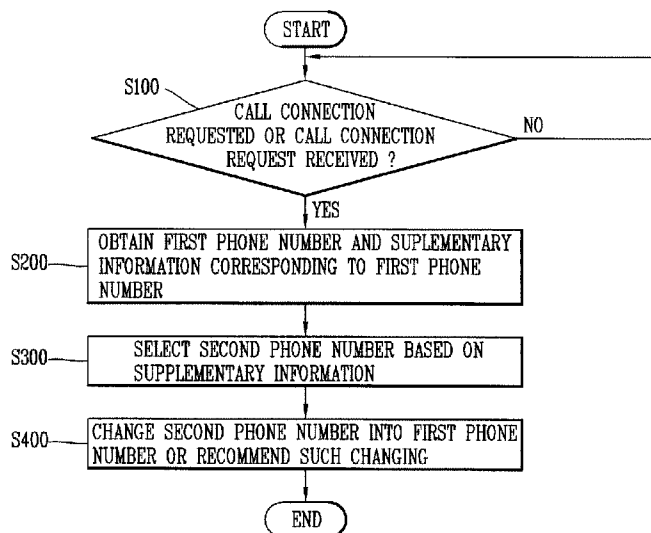 START
S100
CALL CONNECTION
REQUESTED OR CALL CONNECTION
REQUEST RECEIVED ?
NO
YES
S200
OBTAIN FIRST PHONE NUMBER AND SUPLEMENTARY
INFORMATION CORRESPONDING TO FIRST PHONE
NUMBER
S300
SELECT SECOND PHONE NUMBER BASED ON
SUPPLEMENTARY INFORMATION
S400
CHANGE SECOND PHONE NUMBER INTO FIRST PHONE
NUMBER OR RECOMMEND SUCH CHANGING
END